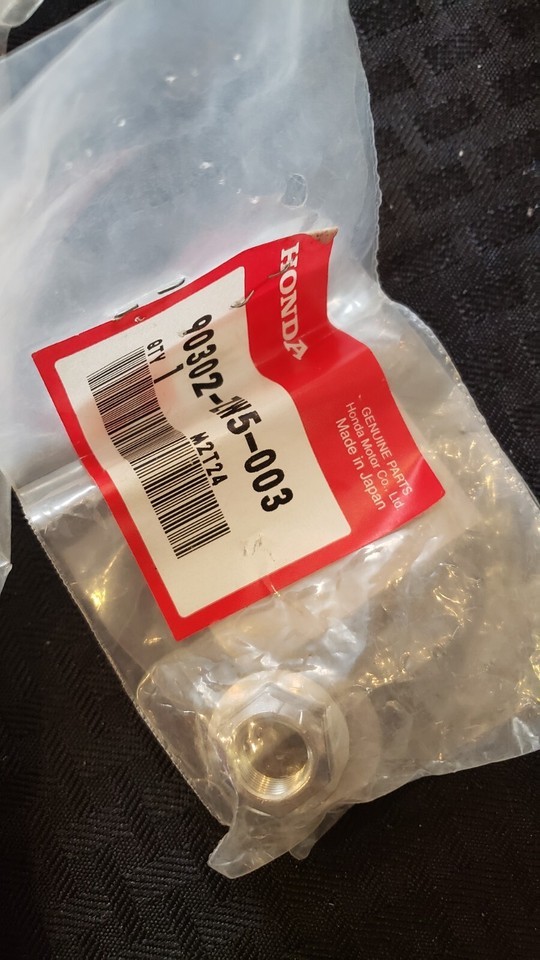 HONDA
GENUINE PARTS
Honda Motor Co., Ltd.
Made in Japan
QTY
1
M2T24